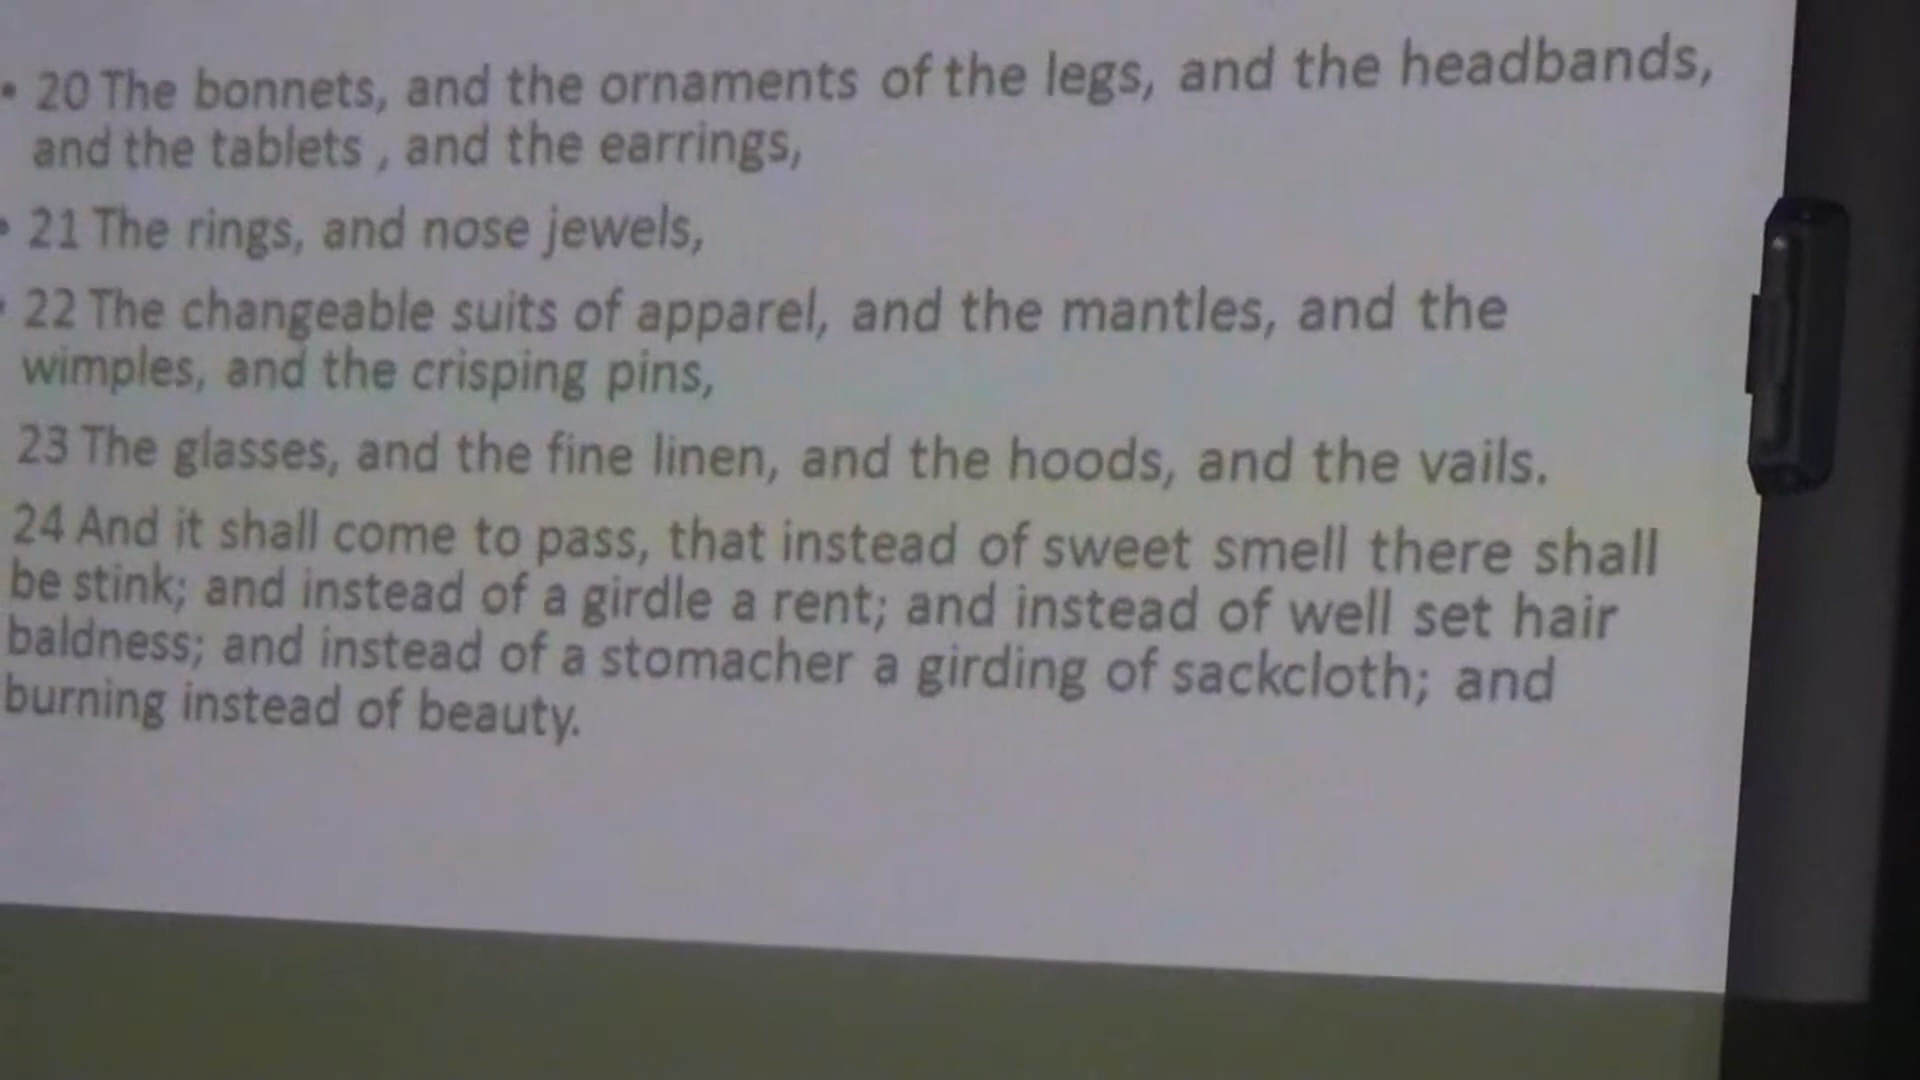 • 20 The bonnets, and the ornaments of the legs, and the headbands,
and the tablets , and the earrings,
• 21 The rings, and nose jewels,
• 22 The changeable suits of apparel, and the mantles, and the
wimples, and the crisping pins,
23 The glasses, and the fine linen, and the hoods, and the vails.
24 And it shall come to pass, that instead of sweet smell there shall
be stink; and instead of a girdle a rent; and instead of well set hair
baldness; and instead of a stomacher a girding of sackcloth; and
burning instead of beauty.